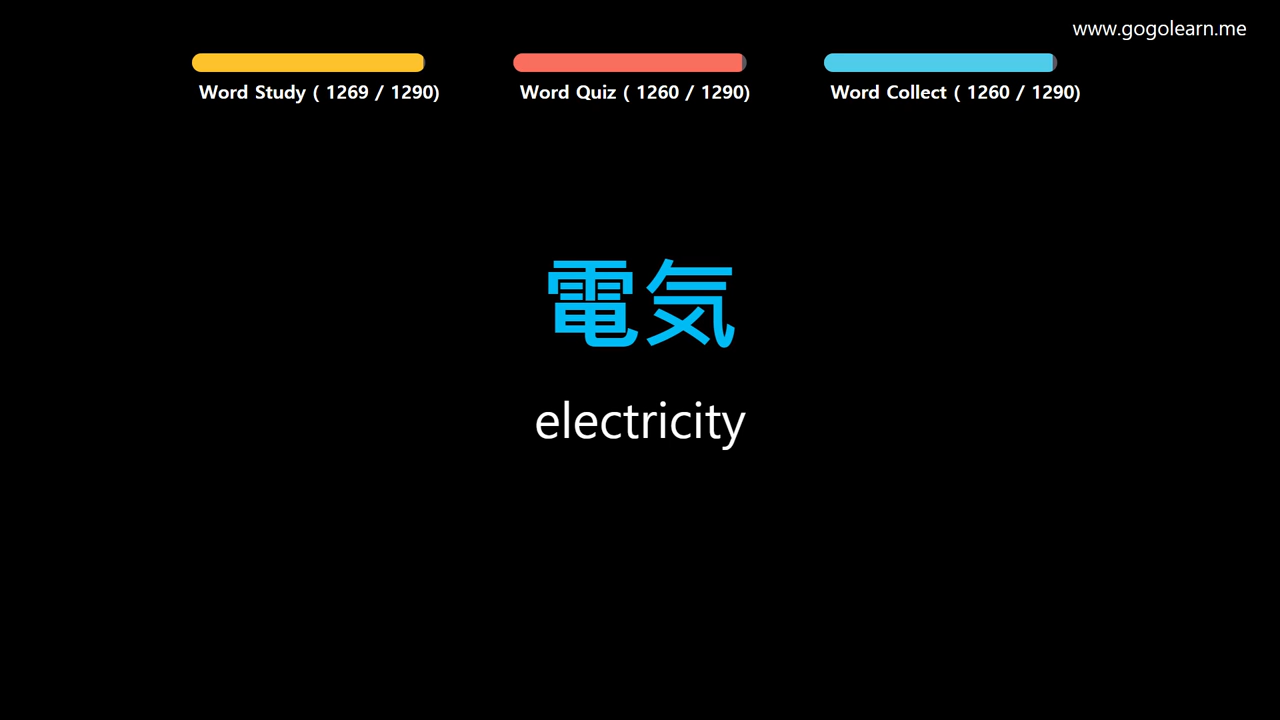 www.gogolearn.me
Word Study ( 1269 / 1290)
Word Quiz ( 1260 / 1290)
Word Collect ( 1260 / 1290)
電気
electricity